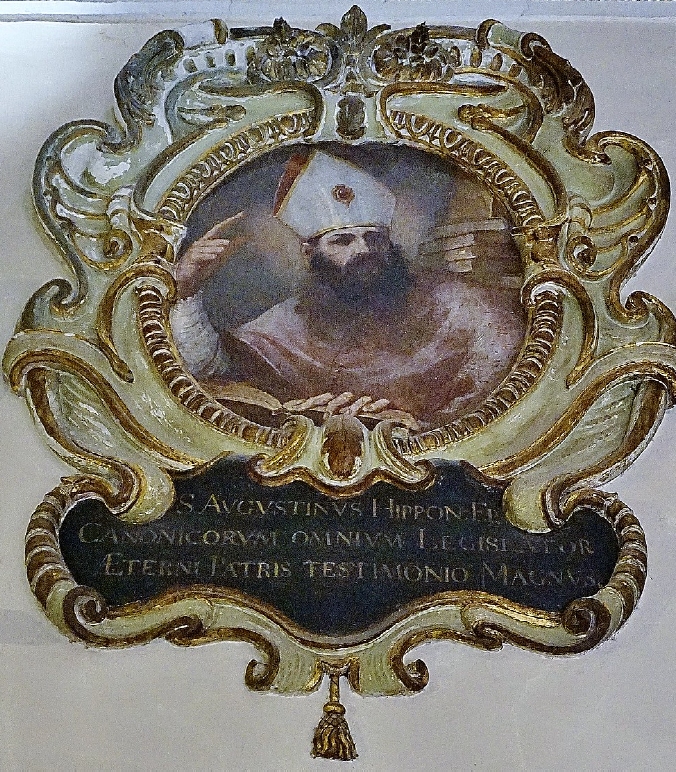 S AVGVSTINVS HIPPON. EP
CANONICORVM OMNIVM LEGISLATOR
ÆTERNI PATRIS TESTIMONIO MAGNVS.